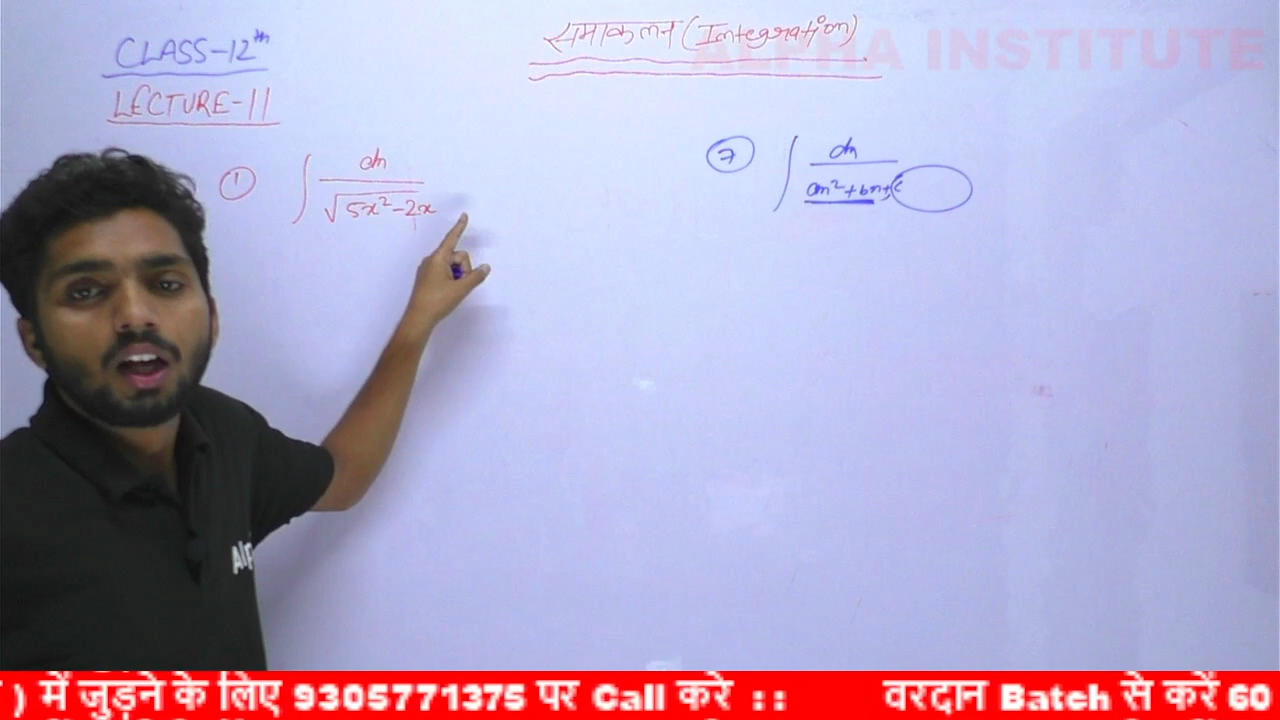 CLASS-12th
LECTURE-11
समाकलन (Integration)
ALPHA INSTITUTE
① ∫ dx / √5x²-2x
⑦ ∫ dx / ax²+bx+c
Al
) में जुड़ने के लिए 9305771375 पर Call करे : : वरदान Batch से करें 60